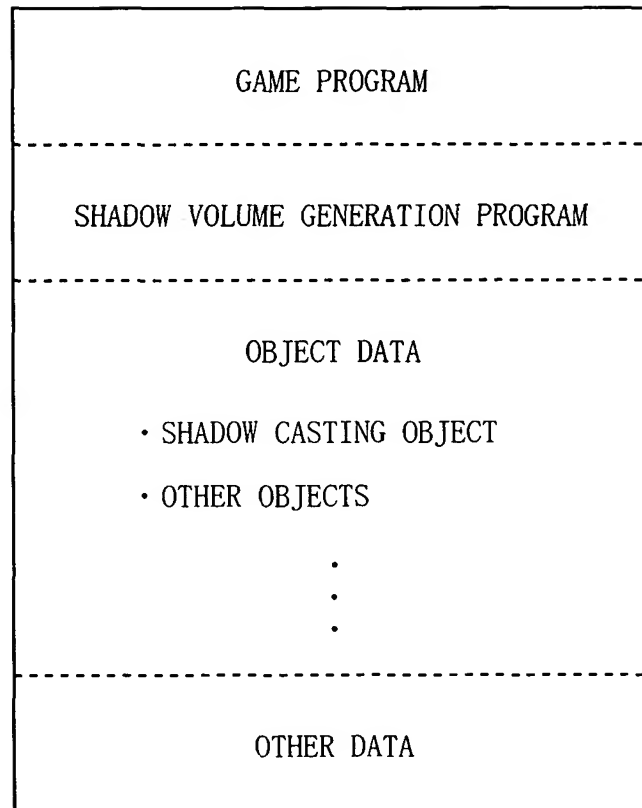 GAME PROGRAM
SHADOW VOLUME GENERATION PROGRAM
OBJECT DATA
・SHADOW CASTING OBJECT
・OTHER OBJECTS
・
・
・
OTHER DATA